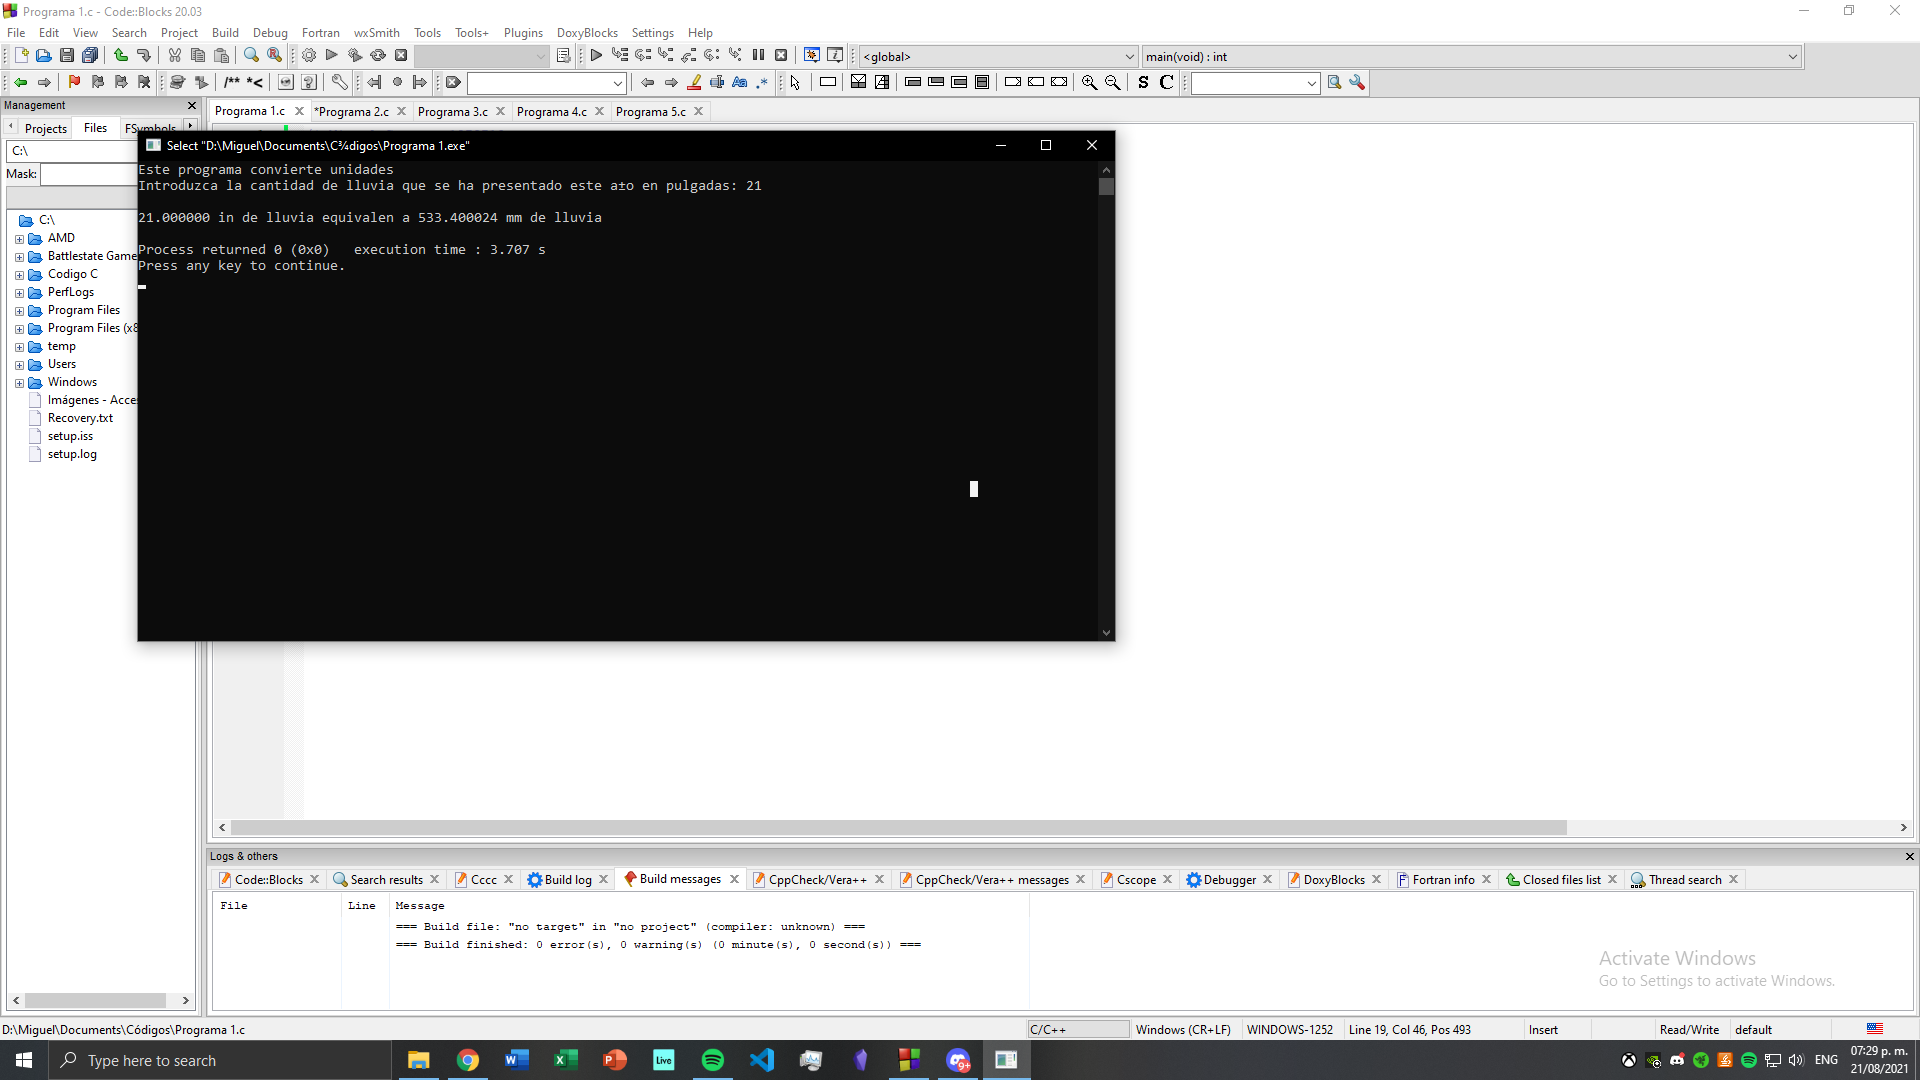 Programa 1.c - Code::Blocks 20.03
File Edit View Search Project Build Debug Fortran wxSmith Tools Tools+ Plugins DoxyBlocks Settings Help
<global> main(void) : int
/** *< Aa .* S C
Management
Projects Files FSymbols
C:\
Mask:
C:\
AMD
Battlestate Game
Codigo C
PerfLogs
Program Files
Program Files (x8
temp
Users
Windows
Imágenes - Acce
Recovery.txt
setup.iss
setup.log
Programa 1.c *Programa 2.c Programa 3.c Programa 4.c Programa 5.c
Select "D:\Miguel\Documents\C¾digos\Programa 1.exe"
Este programa convierte unidades
Introduzca la cantidad de lluvia que se ha presentado este a±o en pulgadas: 21
21.000000 in de lluvia equivalen a 533.400024 mm de lluvia
Process returned 0 (0x0)   execution time : 3.707 s
Press any key to continue.
Logs & others
Code::Blocks Search results Cccc Build log Build messages CppCheck/Vera++ CppCheck/Vera++ messages Cscope Debugger DoxyBlocks Fortran info Closed files list Thread search
File Line Message
=== Build file: "no target" in "no project" (compiler: unknown) ===
=== Build finished: 0 error(s), 0 warning(s) (0 minute(s), 0 second(s)) ===
Activate Windows
Go to Settings to activate Windows.
D:\Miguel\Documents\Códigos\Programa 1.c C/C++ Windows (CR+LF) WINDOWS-1252 Line 19, Col 46, Pos 493 Insert Read/Write default
Type here to search
Live
9+
ENG
07:29 p. m.
21/08/2021